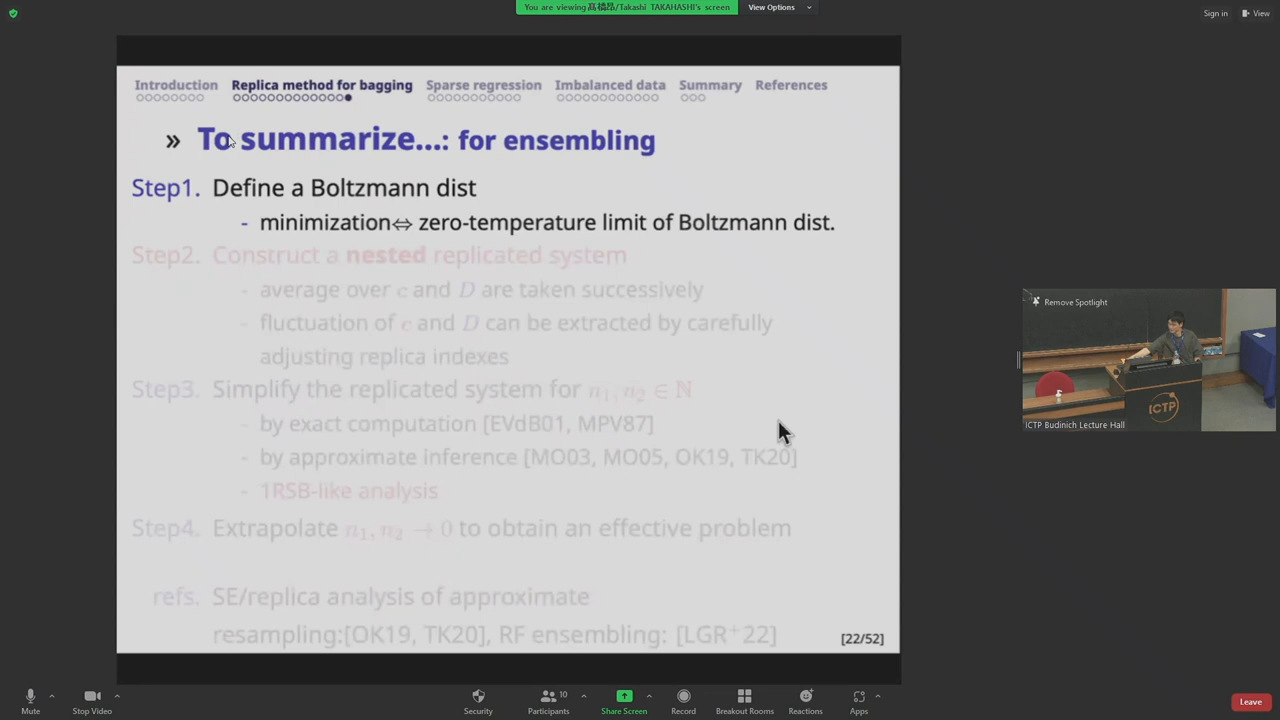 You are viewing 髙橋昂/Takashi TAKAHASHI's screen
View Options
Sign in
View
Introduction Replica method for bagging Sparse regression Imbalanced data Summary References
» To summarize...: for ensembling
Step1. Define a Boltzmann dist
- minimization⇔ zero-temperature limit of Boltzmann dist.
Step2. Construct a nested replicated system
- average over c and D are taken successively
- fluctuation of c and D can be extracted by carefully
adjusting replica indexes
Step3. Simplify the replicated system for n₁, n₂ ∈ ℕ
- by exact computation [EVdB01, MPV87]
- by approximate inference [MO03, MO05, OK19, TK20]
- 1RSB-like analysis
Step4. Extrapolate n₁, n₂ → 0 to obtain an effective problem
refs. SE/replica analysis of approximate
resampling:[OK19, TK20], RF ensembling: [LGR⁺22]
[22/52]
Remove Spotlight
ICTP
ICTP Budinich Lecture Hall
Mute
Stop Video
Security
Participants
10
Share Screen
Record
Breakout Rooms
Reactions
Apps
Leave